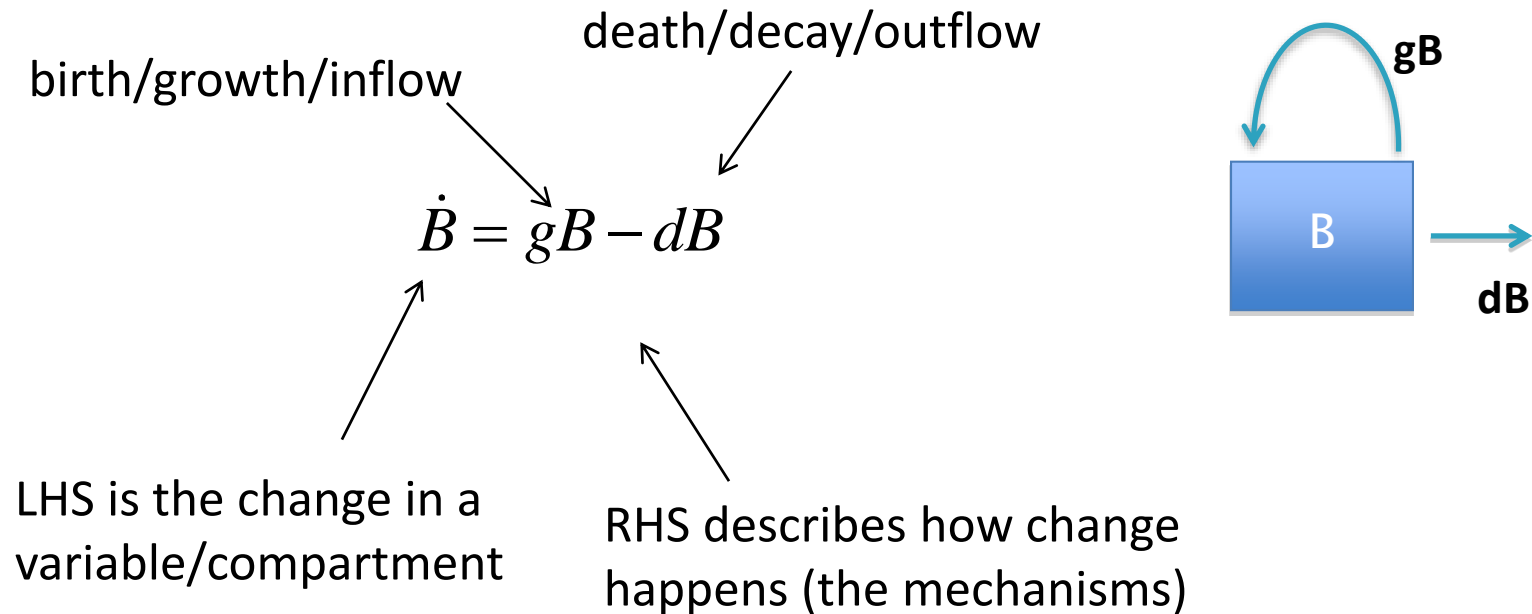 death/decay/outflow
birth/growth/inflow
Ḃ = gB − dB
LHS is the change in a
variable/compartment
RHS describes how change
happens (the mechanisms)
gB
B
dB